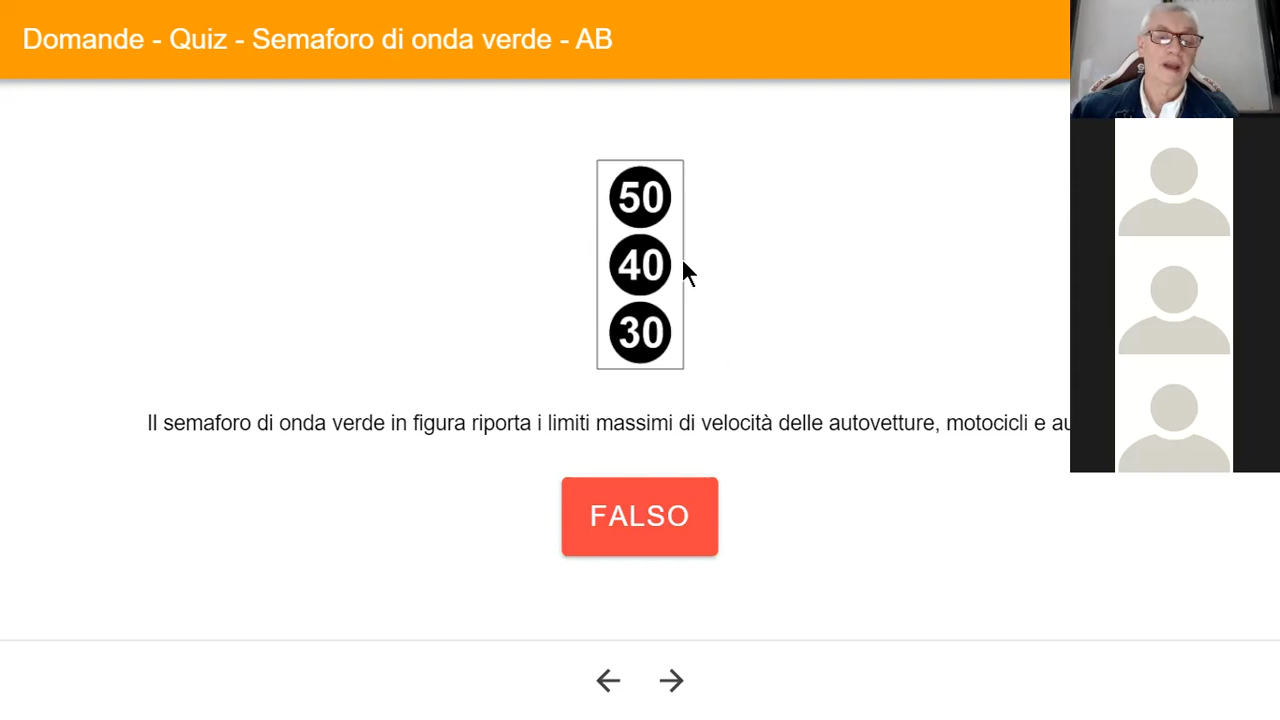 Domande - Quiz - Semaforo di onda verde - AB
50
40
30
Il semaforo di onda verde in figura riporta i limiti massimi di velocità delle autovetture, motocicli e
FALSO